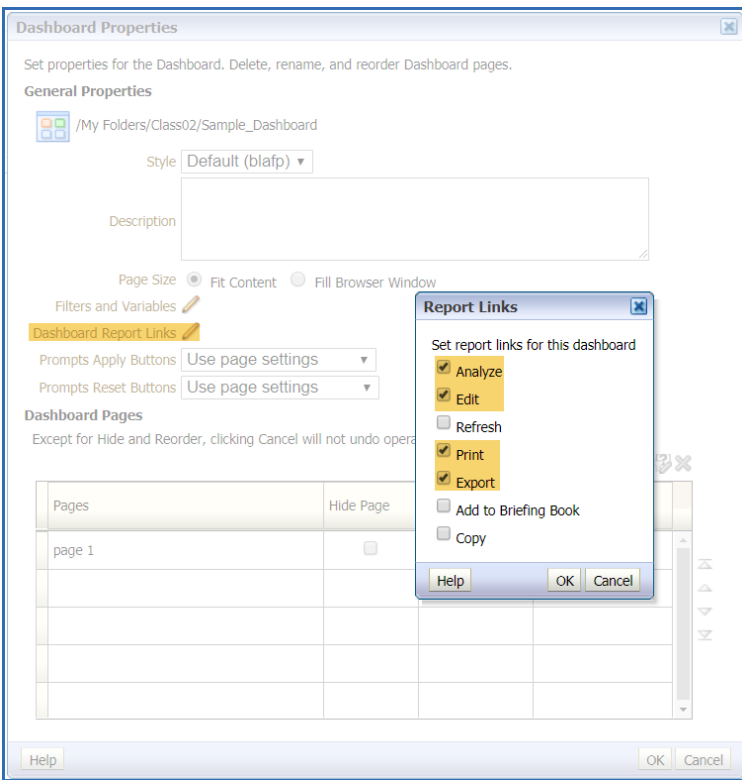 Dashboard Properties
Set properties for the Dashboard. Delete, rename, and reorder Dashboard pages.
General Properties
/My Folders/Class02/Sample_Dashboard
Style Default (blafp)
Description
Page Size Fit Content Fill Browser Window
Filters and Variables
Dashboard Report Links
Prompts Apply Buttons Use page settings
Prompts Reset Buttons Use page settings
Dashboard Pages
Except for Hide and Reorder, clicking Cancel will not undo opera
Pages Hide Page
page 1
Help OK Cancel
Report Links
Set report links for this dashboard
Analyze
Edit
Refresh
Print
Export
Add to Briefing Book
Copy
Help OK Cancel